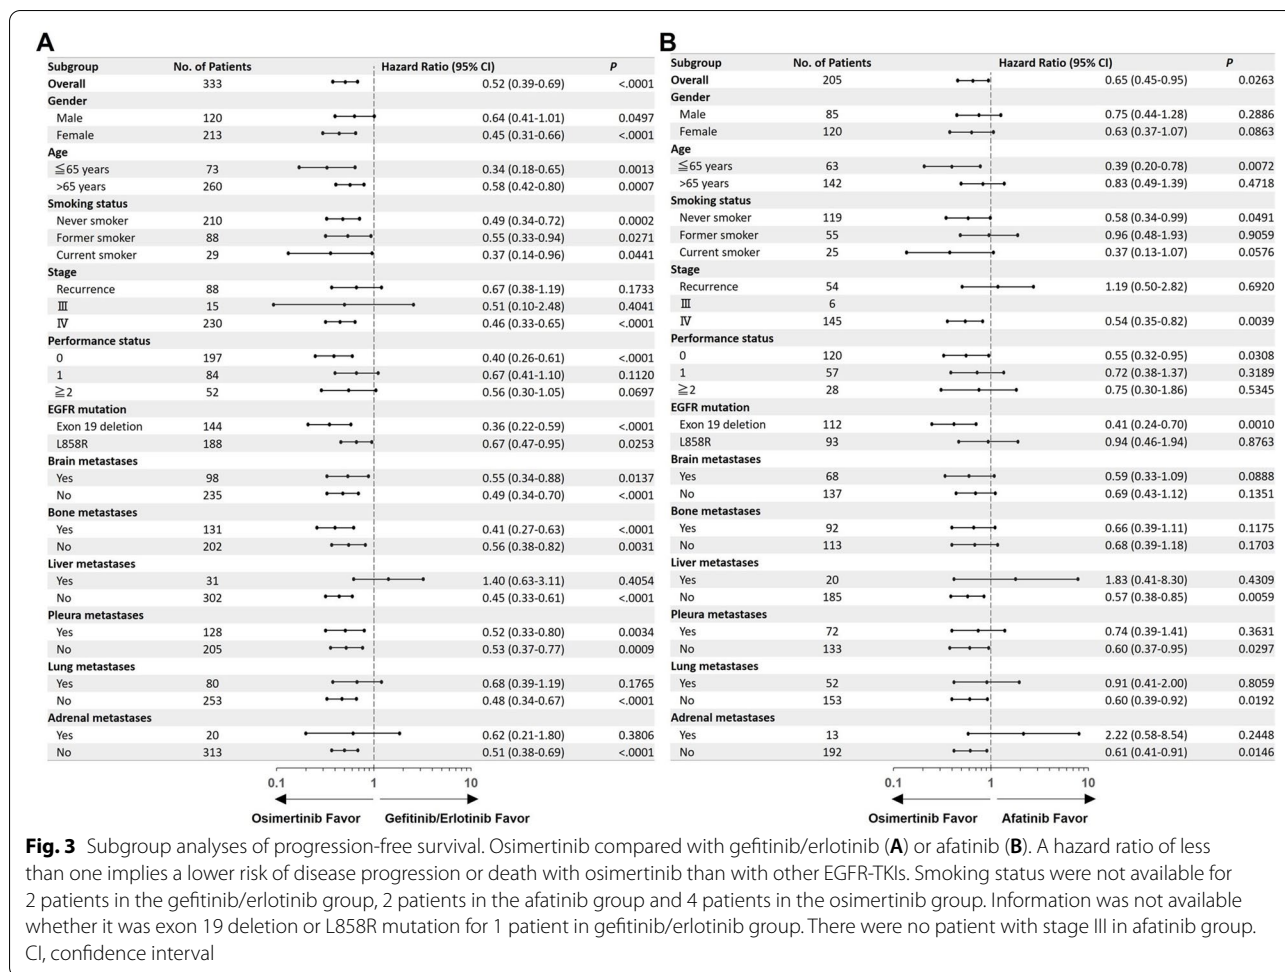 A
Subgroup No. of Patients Hazard Ratio (95% CI) P
Overall 333 0.52 (0.39-0.69) <.0001
Gender
Male 120 0.64 (0.41-1.01) 0.0497
Female 213 0.45 (0.31-0.66) <.0001
Age
≦65 years 73 0.34 (0.18-0.65) 0.0013
>65 years 260 0.58 (0.42-0.80) 0.0007
Smoking status
Never smoker 210 0.49 (0.34-0.72) 0.0002
Former smoker 88 0.55 (0.33-0.94) 0.0271
Current smoker 29 0.37 (0.14-0.96) 0.0441
Stage
Recurrence 88 0.67 (0.38-1.19) 0.1733
Ⅲ 15 0.51 (0.10-2.48) 0.4041
Ⅳ 230 0.46 (0.33-0.65) <.0001
Performance status
0 197 0.40 (0.26-0.61) <.0001
1 84 0.67 (0.41-1.10) 0.1120
≧2 52 0.56 (0.30-1.05) 0.0697
EGFR mutation
Exon 19 deletion 144 0.36 (0.22-0.59) <.0001
L858R 188 0.67 (0.47-0.95) 0.0253
Brain metastases
Yes 98 0.55 (0.34-0.88) 0.0137
No 235 0.49 (0.34-0.70) <.0001
Bone metastases
Yes 131 0.41 (0.27-0.63) <.0001
No 202 0.56 (0.38-0.82) 0.0031
Liver metastases
Yes 31 1.40 (0.63-3.11) 0.4054
No 302 0.45 (0.33-0.61) <.0001
Pleura metastases
Yes 128 0.52 (0.33-0.80) 0.0034
No 205 0.53 (0.37-0.77) 0.0009
Lung metastases
Yes 80 0.68 (0.39-1.19) 0.1765
No 253 0.48 (0.34-0.67) <.0001
Adrenal metastases
Yes 20 0.62 (0.21-1.80) 0.3806
No 313 0.51 (0.38-0.69) <.0001
0.1 1 10
Osimertinib Favor Gefitinib/Erlotinib Favor
B
Subgroup No. of Patients Hazard Ratio (95% CI) P
Overall 205 0.65 (0.45-0.95) 0.0263
Gender
Male 85 0.75 (0.44-1.28) 0.2886
Female 120 0.63 (0.37-1.07) 0.0863
Age
≦65 years 63 0.39 (0.20-0.78) 0.0072
>65 years 142 0.83 (0.49-1.39) 0.4718
Smoking status
Never smoker 119 0.58 (0.34-0.99) 0.0491
Former smoker 55 0.96 (0.48-1.93) 0.9059
Current smoker 25 0.37 (0.13-1.07) 0.0576
Stage
Recurrence 54 1.19 (0.50-2.82) 0.6920
Ⅲ 6
Ⅳ 145 0.54 (0.35-0.82) 0.0039
Performance status
0 120 0.55 (0.32-0.95) 0.0308
1 57 0.72 (0.38-1.37) 0.3189
≧2 28 0.75 (0.30-1.86) 0.5345
EGFR mutation
Exon 19 deletion 112 0.41 (0.24-0.70) 0.0010
L858R 93 0.94 (0.46-1.94) 0.8763
Brain metastases
Yes 68 0.59 (0.33-1.09) 0.0888
No 137 0.69 (0.43-1.12) 0.1351
Bone metastases
Yes 92 0.66 (0.39-1.11) 0.1175
No 113 0.68 (0.39-1.18) 0.1703
Liver metastases
Yes 20 1.83 (0.41-8.30) 0.4309
No 185 0.57 (0.38-0.85) 0.0059
Pleura metastases
Yes 72 0.74 (0.39-1.41) 0.3631
No 133 0.60 (0.37-0.95) 0.0297
Lung metastases
Yes 52 0.91 (0.41-2.00) 0.8059
No 153 0.60 (0.39-0.92) 0.0192
Adrenal metastases
Yes 13 2.22 (0.58-8.54) 0.2448
No 192 0.61 (0.41-0.91) 0.0146
0.1 1 10
Osimertinib Favor Afatinib Favor
Fig. 3 Subgroup analyses of progression-free survival. Osimertinib compared with gefitinib/erlotinib (A) or afatinib (B). A hazard ratio of less
than one implies a lower risk of disease progression or death with osimertinib than with other EGFR-TKIs. Smoking status were not available for
2 patients in the gefitinib/erlotinib group, 2 patients in the afatinib group and 4 patients in the osimertinib group. Information was not available
whether it was exon 19 deletion or L858R mutation for 1 patient in gefitinib/erlotinib group. There were no patient with stage III in afatinib group.
CI, confidence interval